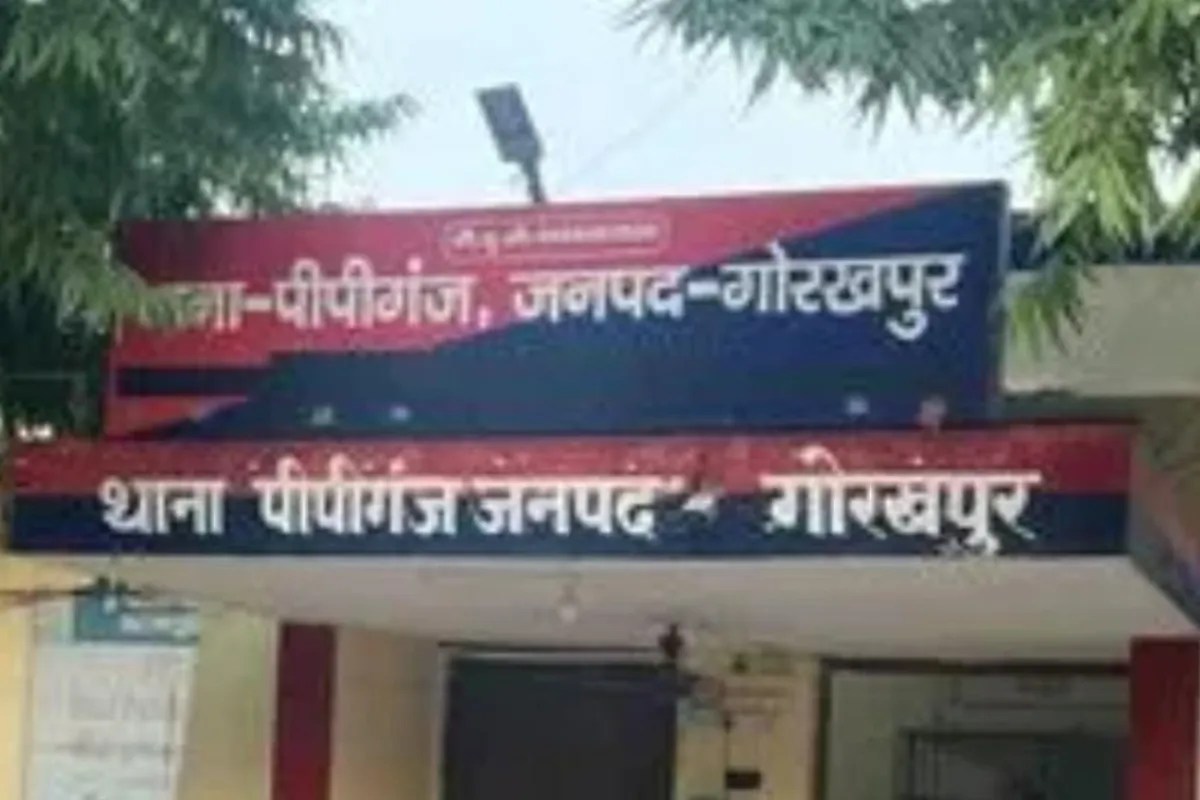 थाना-पीपीगंज, जनपद-गोरखपुर
थाना पीपीगंज जनपद - गोरखपुर